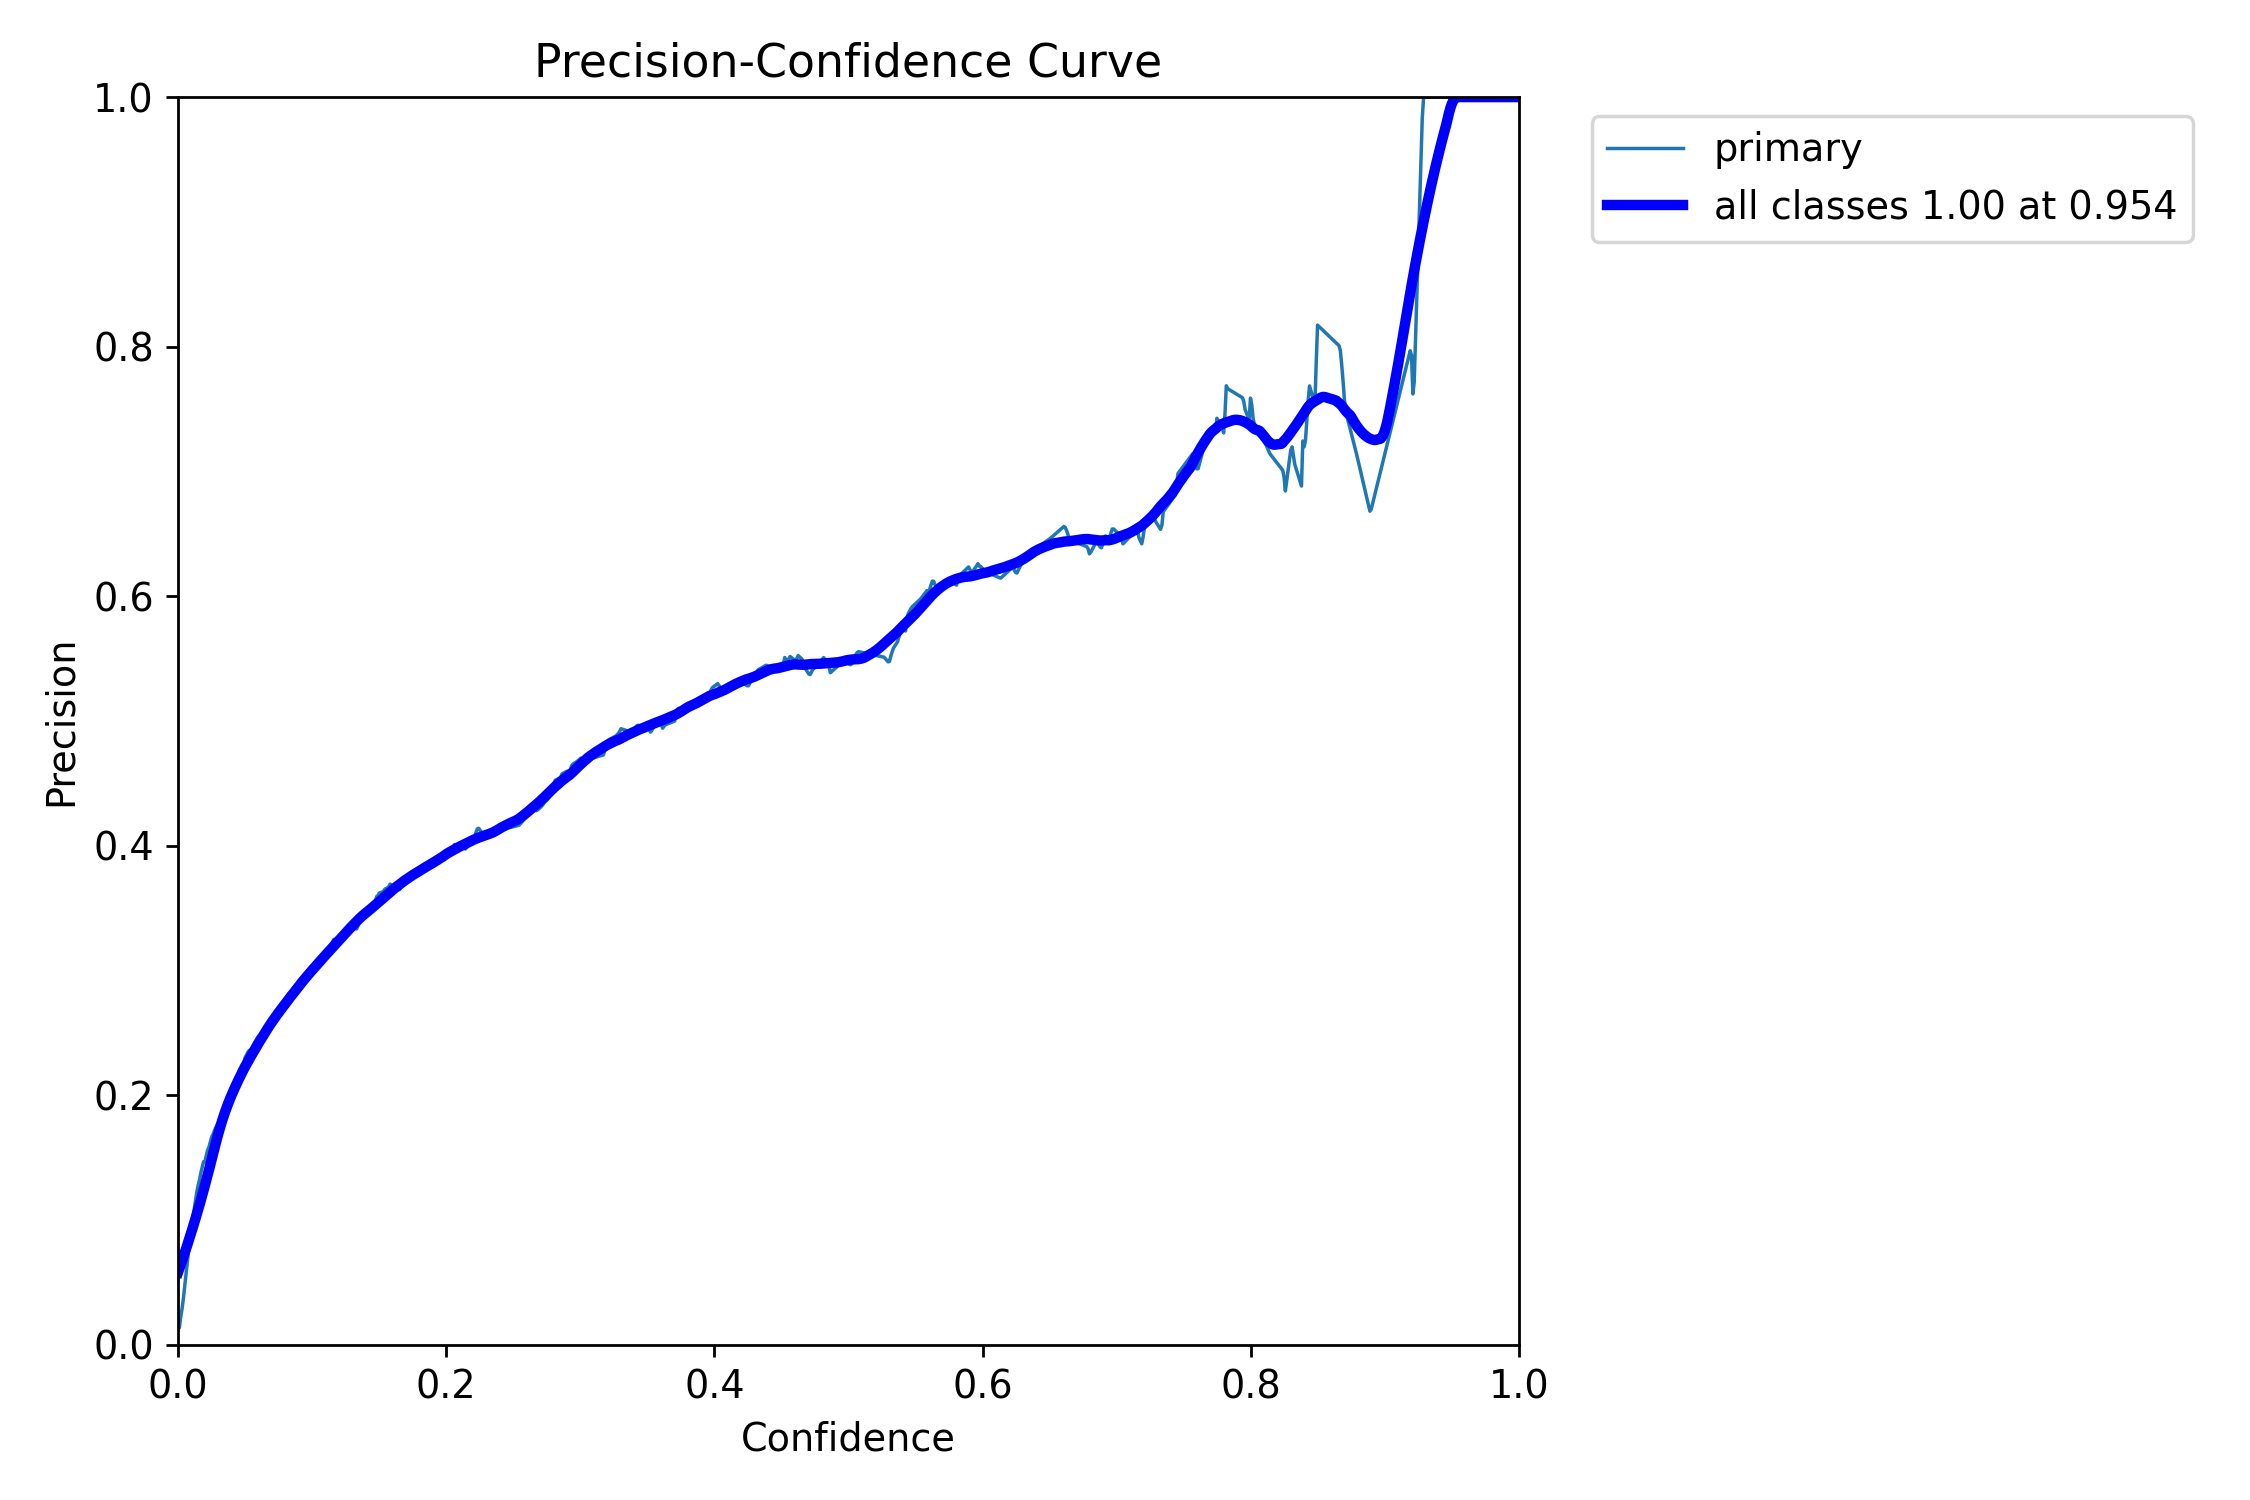 Precision-Confidence Curve
primary
all classes 1.00 at 0.954
1.0
0.8
0.6
0.4
0.2
0.0
Precision
0.0 0.2 0.4 0.6 0.8 1.0
Confidence